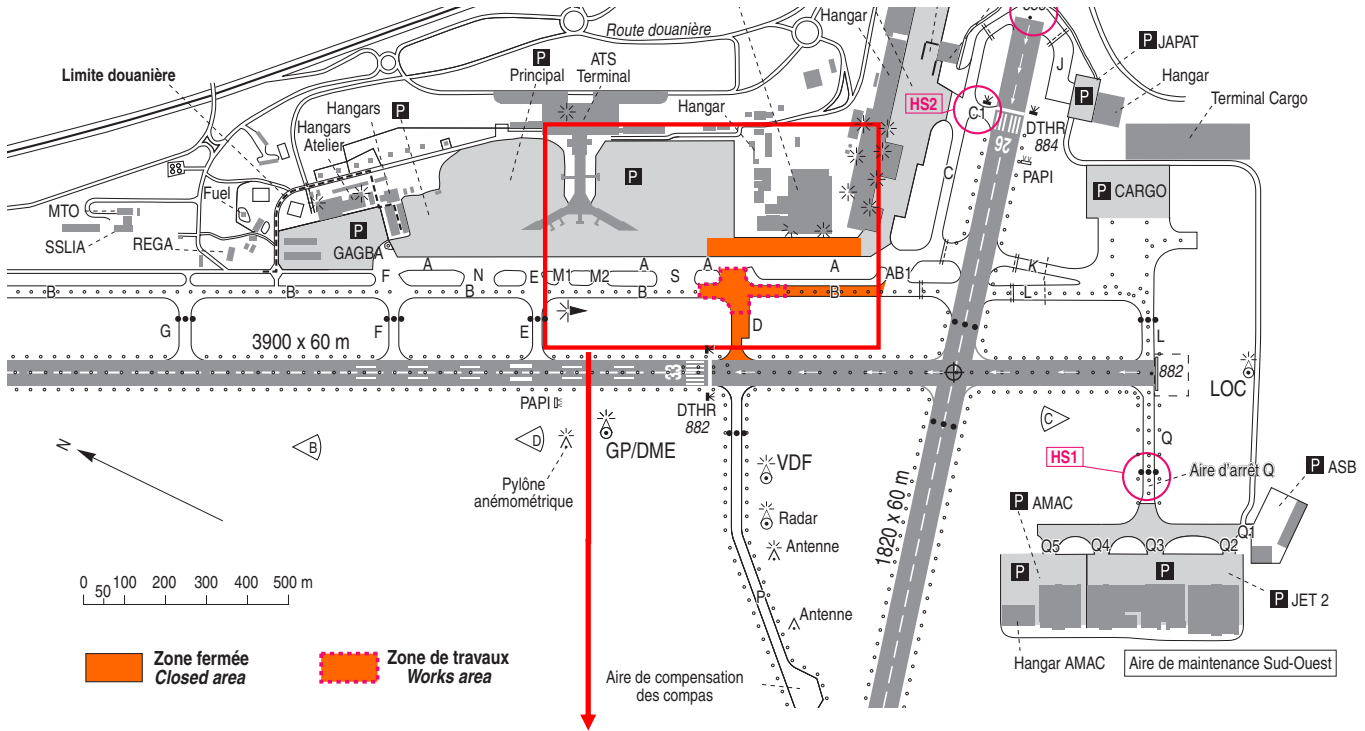 Route douanière
Hangar
P JAPAT
Hangar
Terminal Cargo
Limite douanière
P
Principal
ATS
Terminal
P
Hangars
Hangars
Atelier
Hangar
HS2
C1
J
DTHR
884
26
PAPI
C
P
P
P CARGO
Fuel
MTO
SSLIA
REGA
P
GAGBA
A
N
E
M1
M2
A
S
A
A
AB1
K
F
B
B
B
B
B
L
G
F
E
D
L
3900 x 60 m
33
882
PAPI
DTHR
882
GP/DME
LOC
N
B
D
C
Q
VDF
HS1
Aire d'arrêt Q
P ASB
Pylône
anémométrique
Radar
Antenne
1820 x 60 m
P AMAC
Q1
Q5
Q4
Q3
Q2
P
P
P
Antenne
P JET 2
0 50 100 200 300 400 500 m
Zone fermée
Closed area
Zone de travaux
Works area
Aire de compensation
des compas
Hangar AMAC
Aire de maintenance Sud-Ouest